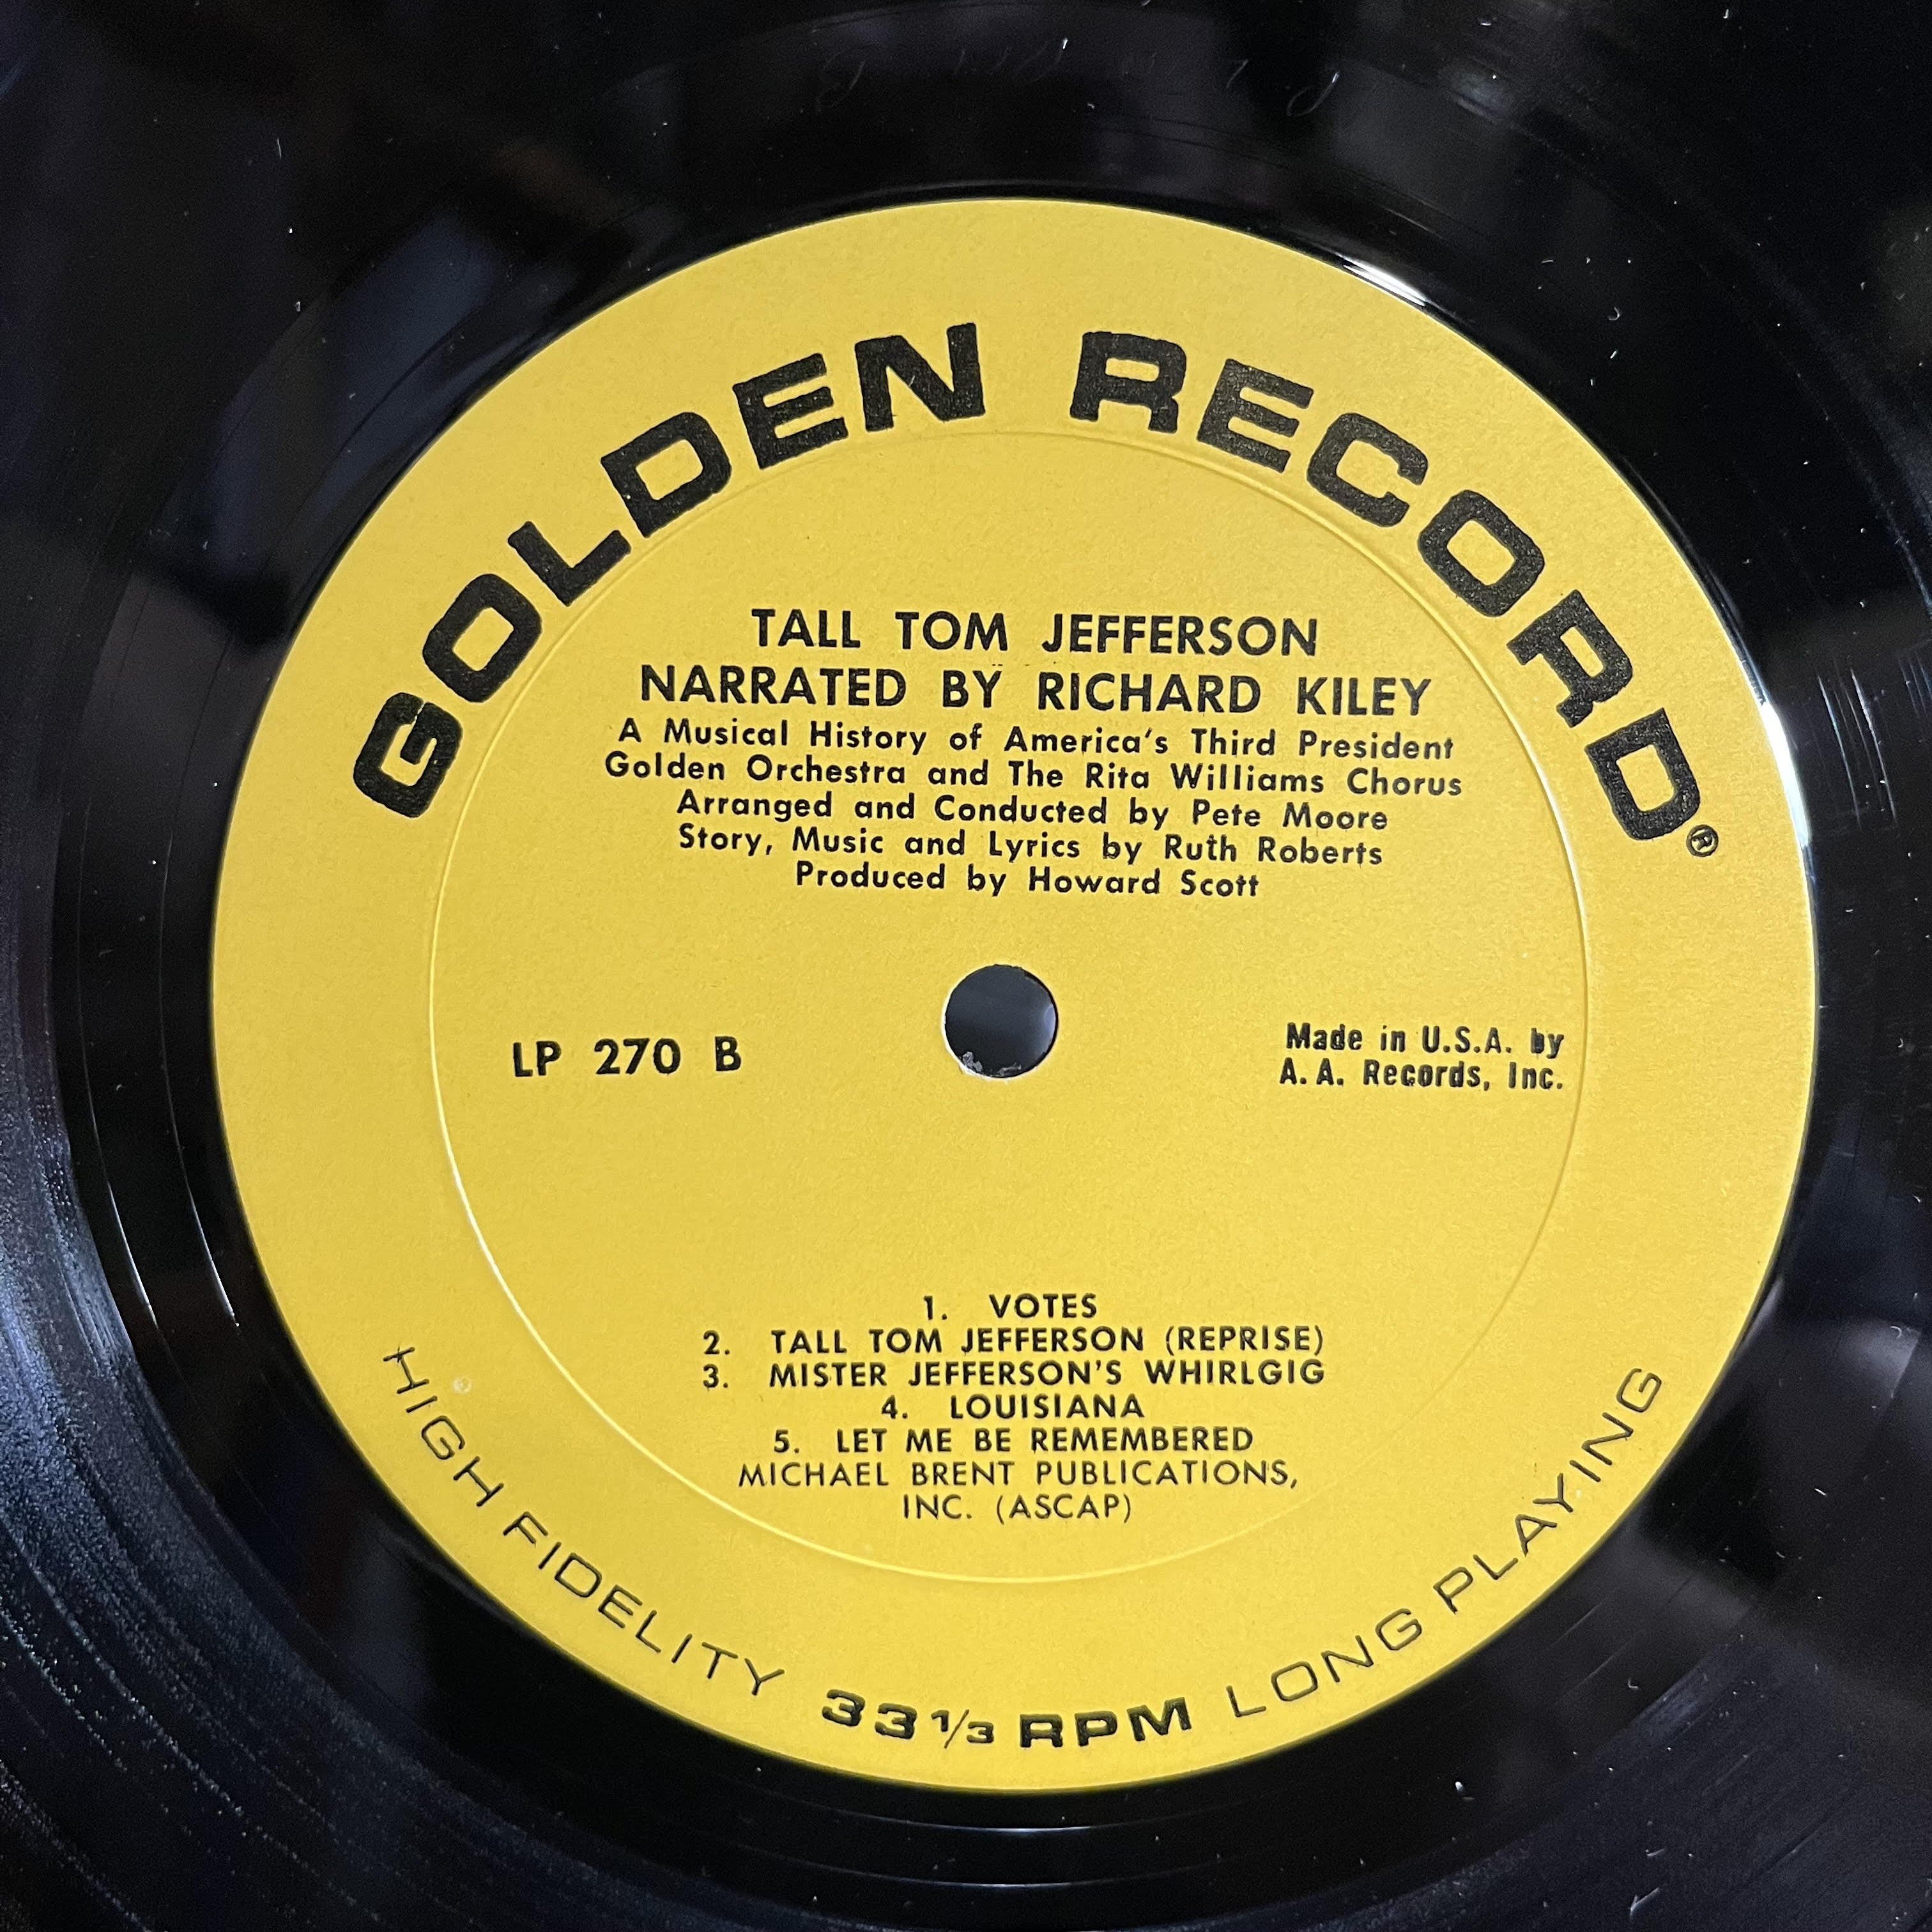 GOLDEN RECORD®
TALL TOM JEFFERSON
NARRATED BY RICHARD KILEY
A Musical History of America's Third President
Golden Orchestra and The Rita Williams Chorus
Arranged and Conducted by Pete Moore
Story, Music and Lyrics by Ruth Roberts
Produced by Howard Scott
LP 270 B
Made in U.S.A. by
A.A. Records, Inc.
1. VOTES
2. TALL TOM JEFFERSON (REPRISE)
3. MISTER JEFFERSON'S WHIRLGIG
4. LOUISIANA
5. LET ME BE REMEMBERED
MICHAEL BRENT PUBLICATIONS,
INC. (ASCAP)
HIGH FIDELITY 33 1/3 RPM LONG PLAYING